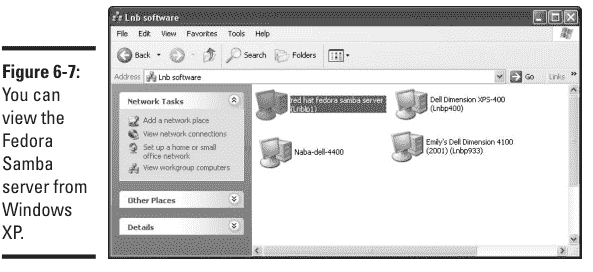 Figure 6-7:
You can
view the
Fedora
Samba
server from
Windows
XP.
Lnb software
File Edit View Favorites Tools Help
Back Search Folders
Address Lnb software Go Links »
Network Tasks
Add a network place
View network connections
Set up a home or small
office network
View workgroup computers
Other Places
Details
red hat fedora samba server
(Lnblp1)
Dell Dimension XPS-400
(Lnbp400)
Naba-dell-4400
Emily's Dell Dimension 4100
(2001) (Lnbp933)